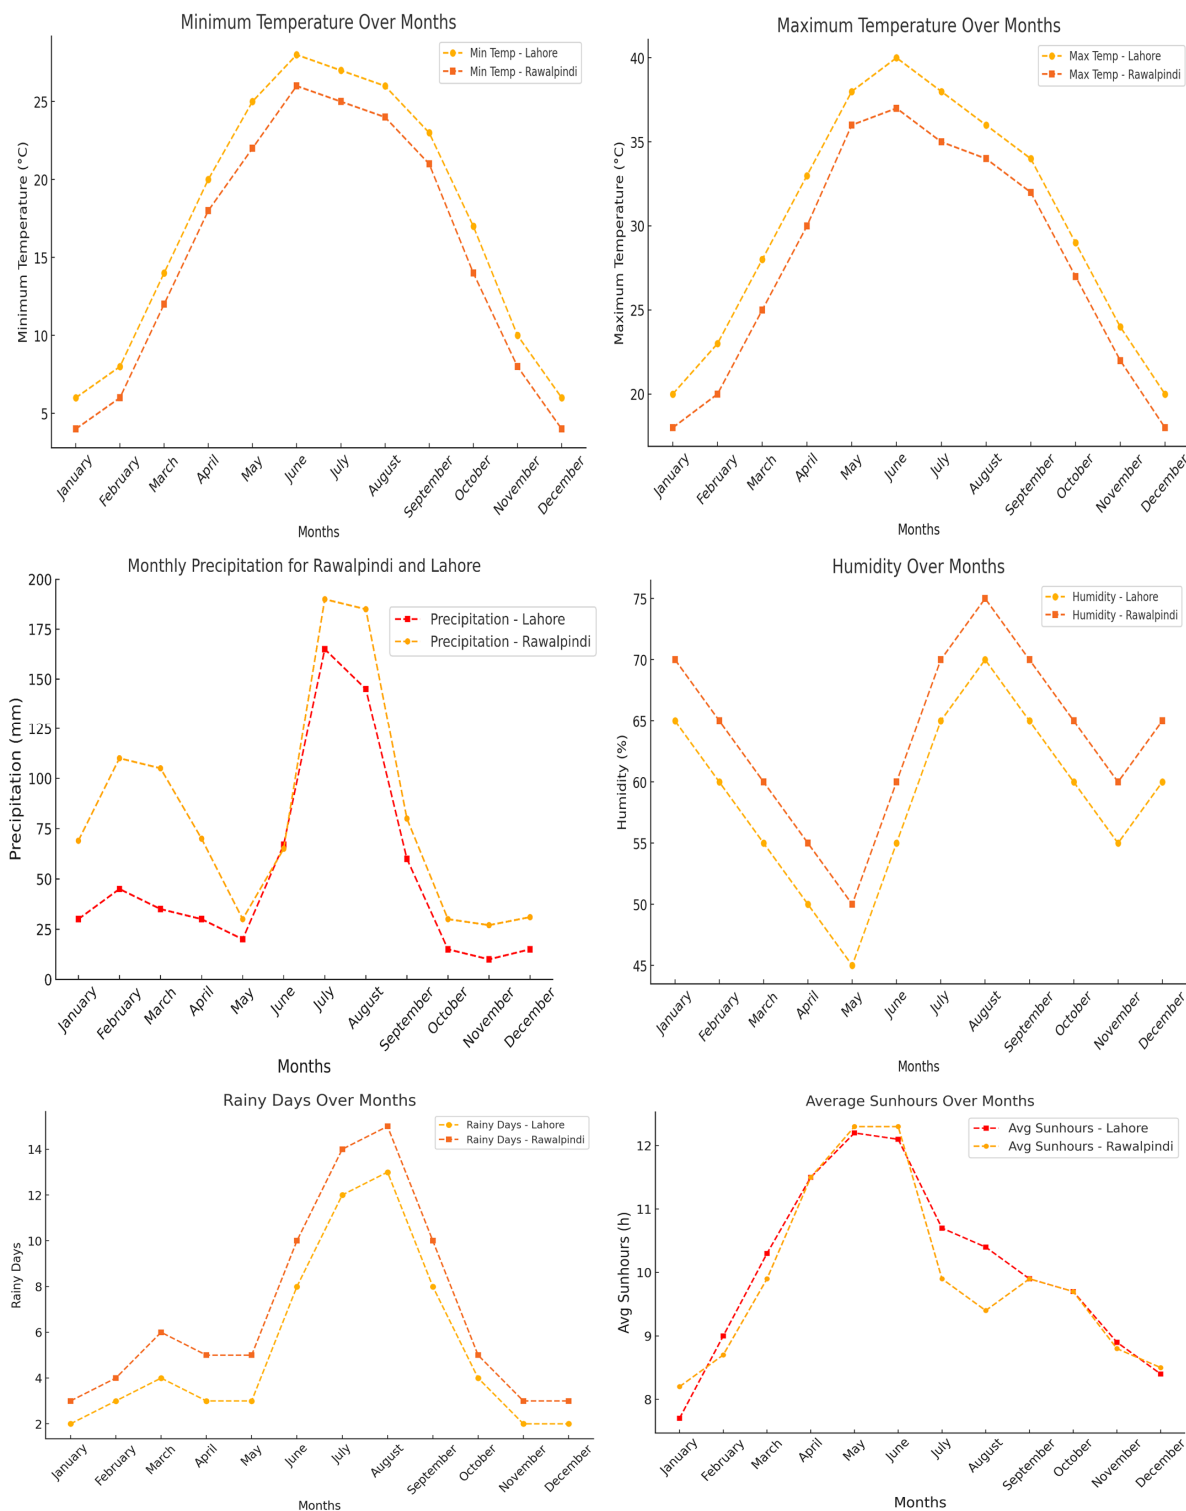 Minimum Temperature Over Months
Min Temp - Lahore
Min Temp - Rawalpindi
Minimum Temperature (°C)
25
20
15
10
5
January
February
March
April
May
June
July
August
September
October
November
December
Months
Maximum Temperature Over Months
Max Temp - Lahore
Max Temp - Rawalpindi
Maximum Temperature (°C)
40
35
30
25
20
January
February
March
April
May
June
July
August
September
October
November
December
Months
Monthly Precipitation for Rawalpindi and Lahore
Precipitation - Lahore
Precipitation - Rawalpindi
Precipitation (mm)
200
175
150
125
100
75
50
25
0
January
February
March
April
May
June
July
August
September
October
November
December
Months
Humidity Over Months
Humidity - Lahore
Humidity - Rawalpindi
Humidity (%)
75
70
65
60
55
50
45
January
February
March
April
May
June
July
August
September
October
November
December
Months
Rainy Days Over Months
Rainy Days - Lahore
Rainy Days - Rawalpindi
Rainy Days
14
12
10
8
6
4
2
January
February
March
April
May
June
July
August
September
October
November
December
Months
Average Sunhours Over Months
Avg Sunhours - Lahore
Avg Sunhours - Rawalpindi
Avg Sunhours (h)
12
11
10
9
8
January
February
March
April
May
June
July
August
September
October
November
December
Months